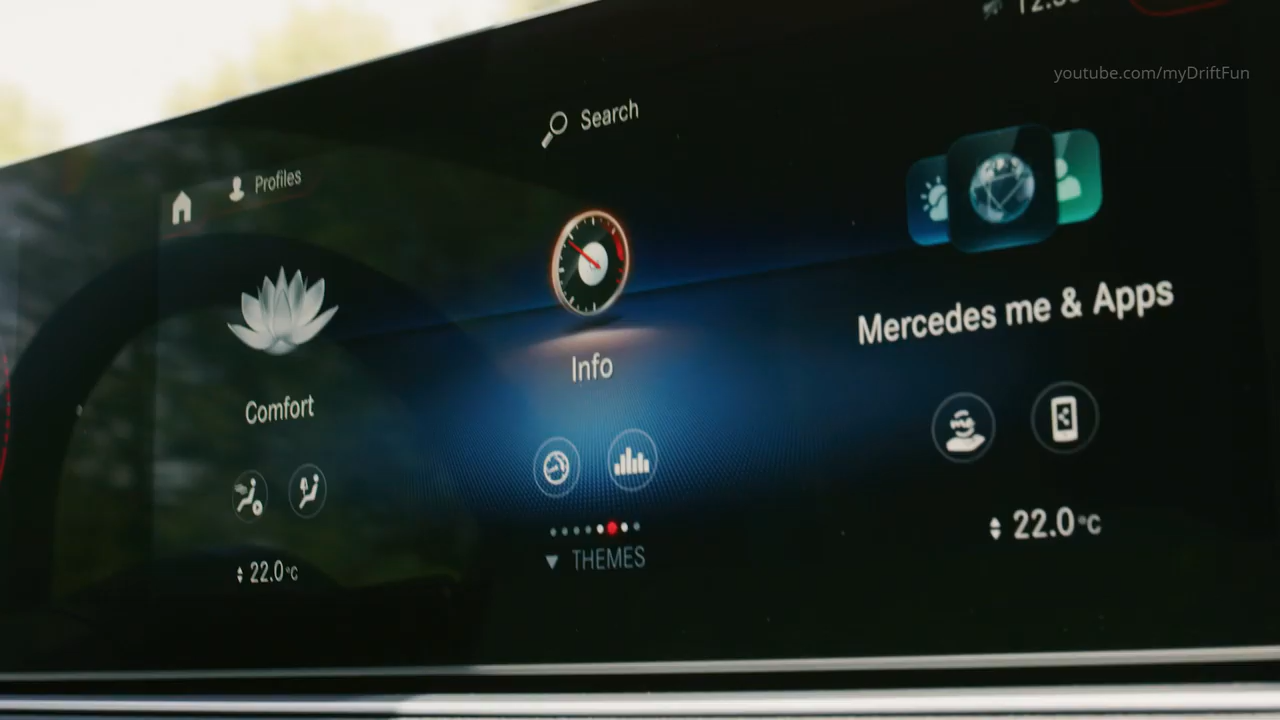 youtube.com/myDriftFun
Search
Profiles
Mercedes me & Apps
Info
Comfort
22.0°C
THEMES
22.0°C